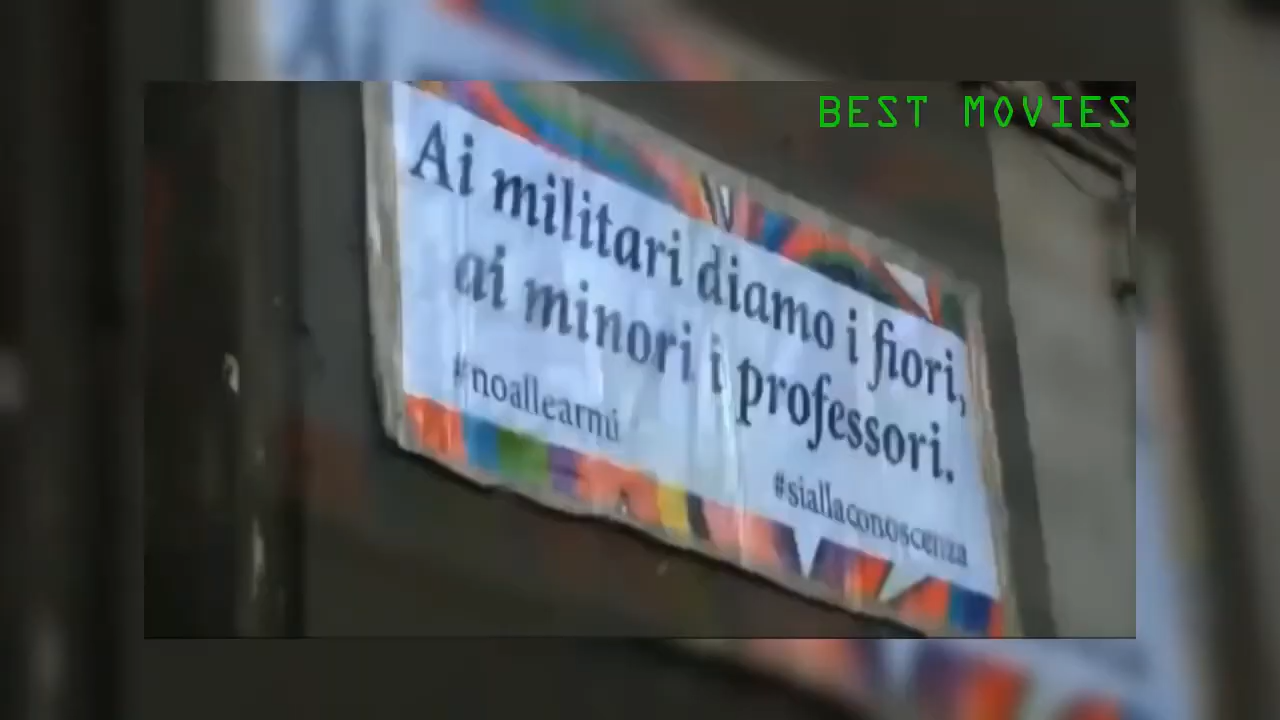 BEST MOVIES
Ai militari diamo i fiori,
ai minori i professori.
#noallearmi
#siallaconoscenza